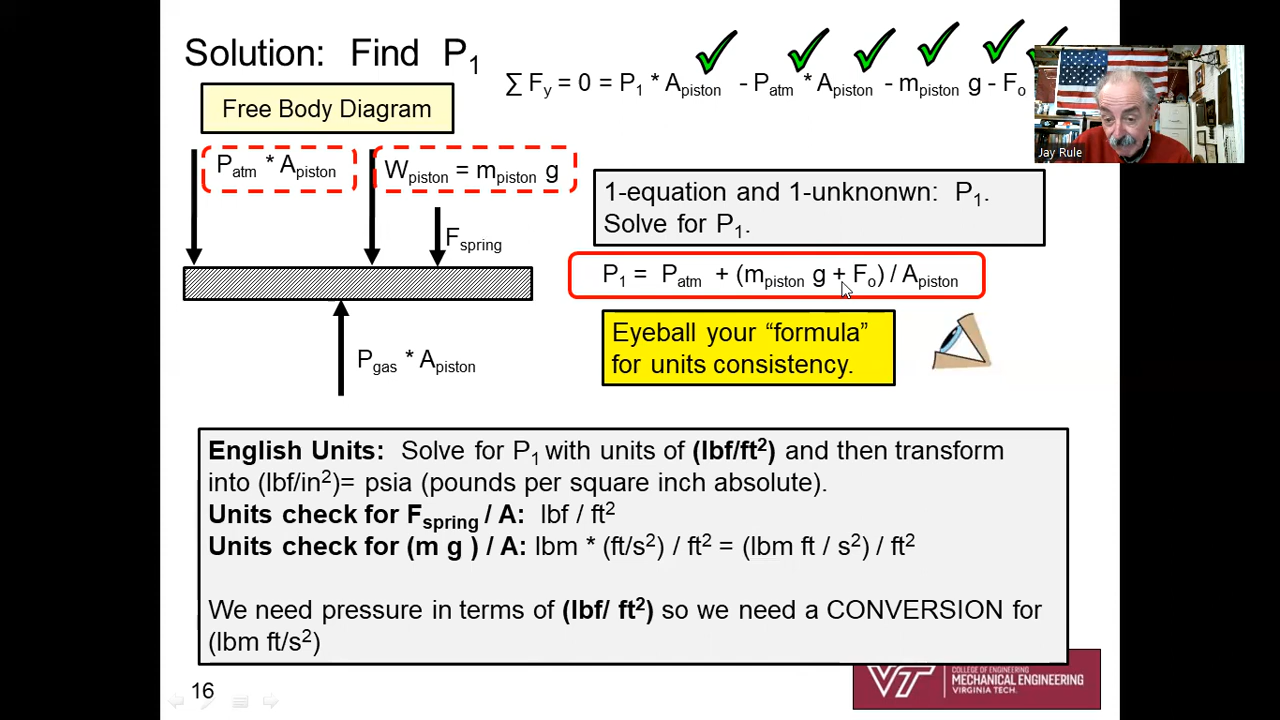 Solution: Find P1
∑ Fy = 0 = P1 * Apiston - Patm * Apiston - mpiston g - Fo
Jay Rule
Free Body Diagram
Patm * Apiston
Wpiston = mpiston g
Fspring
Pgas * Apiston
1-equation and 1-unknonwn: P1.
Solve for P1.
P1 = Patm + (mpiston g + Fo) / Apiston
Eyeball your “formula”
for units consistency.
English Units: Solve for P1 with units of (lbf/ft²) and then transform
into (lbf/in²)= psia (pounds per square inch absolute).
Units check for Fspring / A: lbf / ft²
Units check for (m g ) / A: lbm * (ft/s²) / ft² = (lbm ft / s²) / ft²
We need pressure in terms of (lbf/ ft²) so we need a CONVERSION for
(lbm ft/s²)
16
VT
COLLEGE OF ENGINEERING
MECHANICAL ENGINEERING
VIRGINIA TECH.